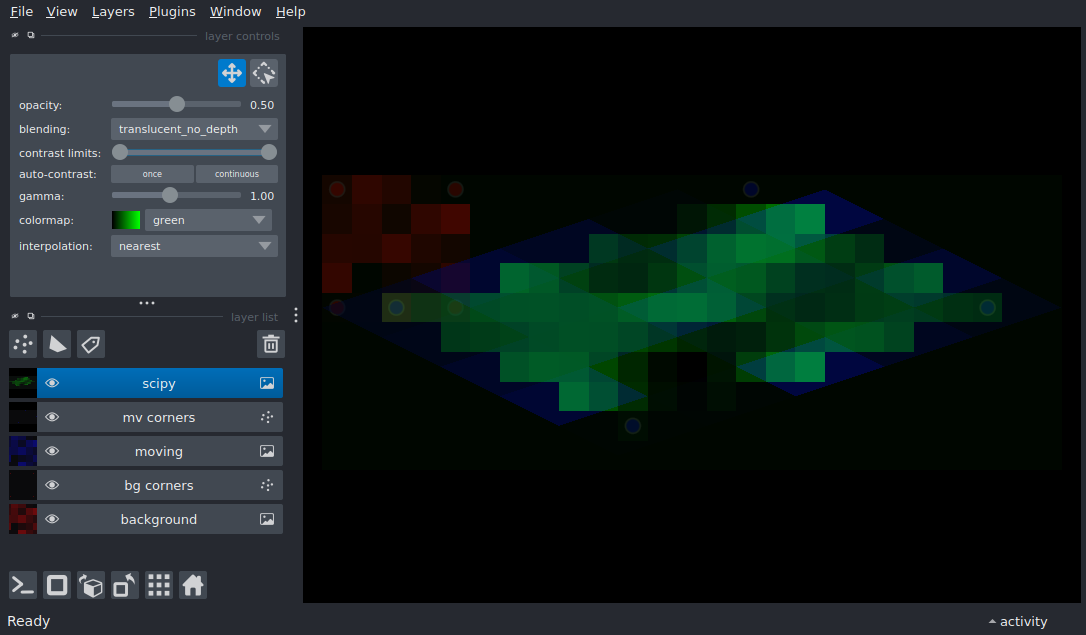 File View Layers Plugins Window Help
layer controls
opacity: 0.50
blending: translucent_no_depth
contrast limits:
auto-contrast: once continuous
gamma: 1.00
colormap: green
interpolation: nearest
layer list
scipy
mv corners
moving
bg corners
background
Ready activity